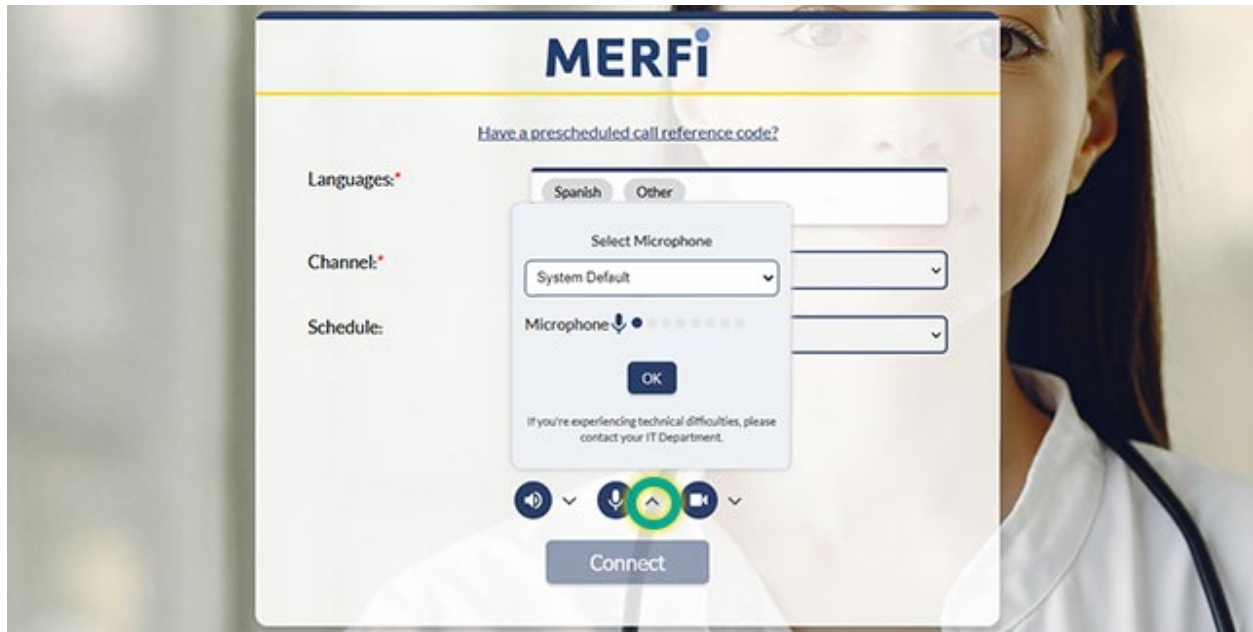 MERFi
Have a prescheduled call reference code?
Languages:*
Spanish Other
Select Microphone
Channel:*
System Default
Schedule:
Microphone
OK
If you're experiencing technical difficulties, please
contact your IT Department.
Connect